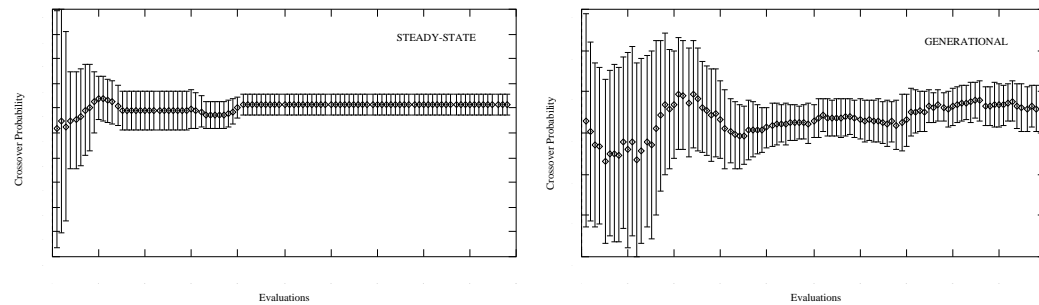 STEADY-STATE
Crossover Probability
Evaluations
GENERATIONAL
Crossover Probability
Evaluations